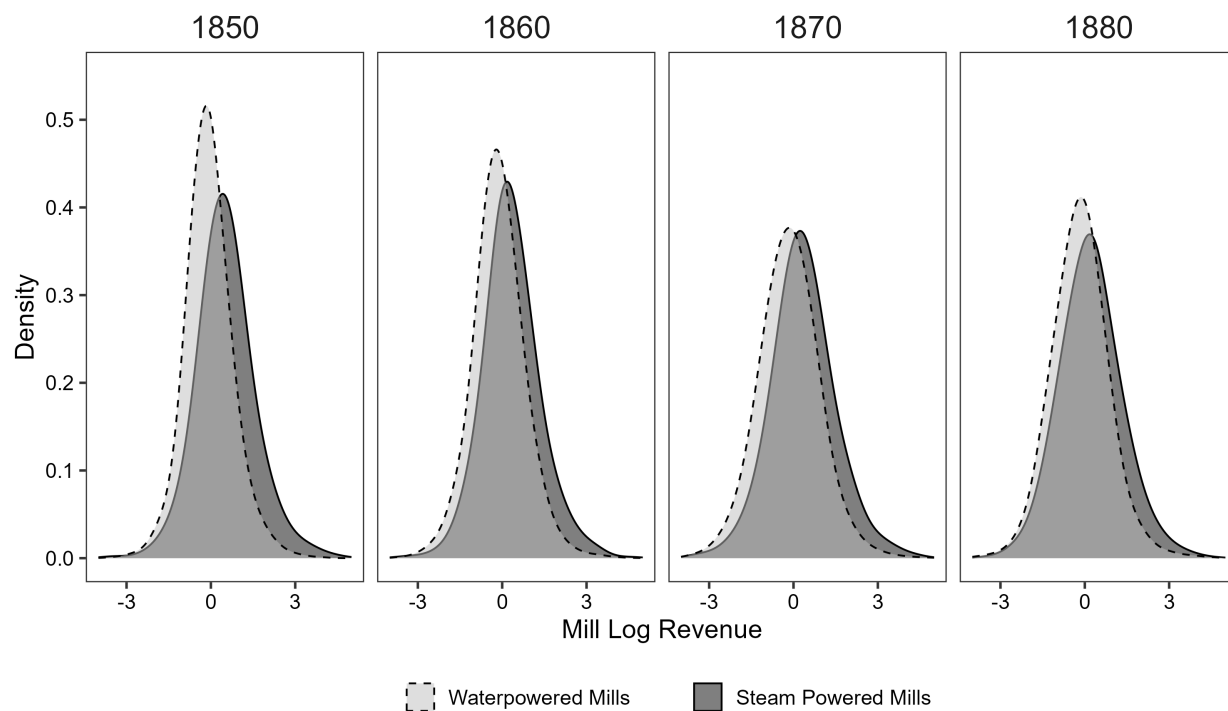 1850 1860 1870 1880
0.5
0.4
0.3
0.2
0.1
0.0
Density
-3 0 3 -3 0 3 -3 0 3 -3 0 3
Mill Log Revenue
Waterpowered Mills Steam Powered Mills